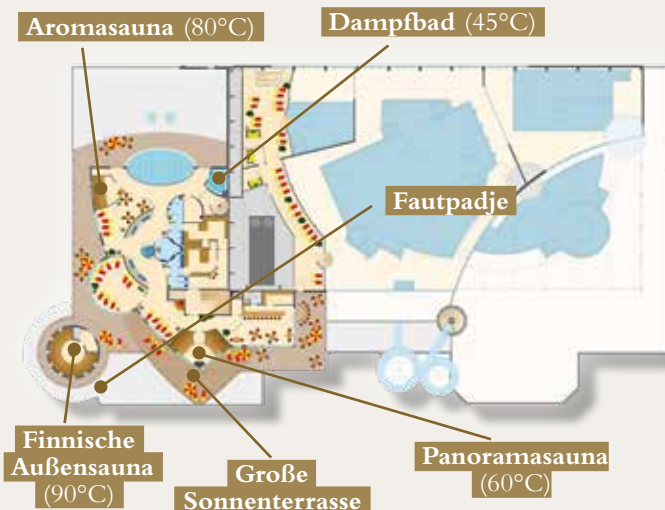 Aromasauna (80°C)
Dampfbad (45°C)
Fautpadje
Finnische
Außensauna
(90°C)
Große
Sonnenterrasse
Panoramasauna
(60°C)